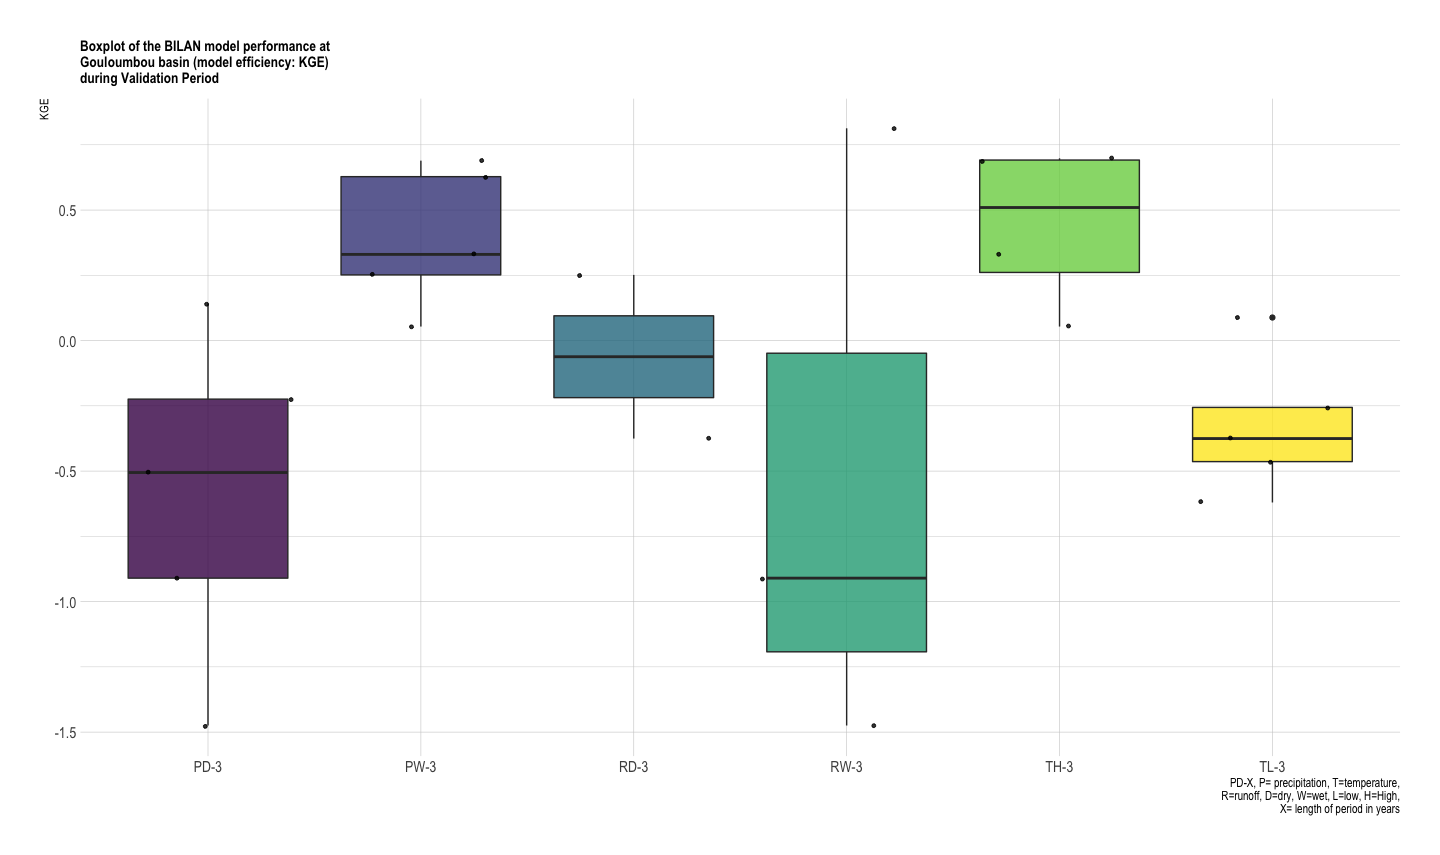 Boxplot of the BILAN model performance at
Gouloumbou basin (model efficiency: KGE)
during Validation Period
KGE
0.5
0.0
-0.5
-1.0
-1.5
PD-3 PW-3 RD-3 RW-3 TH-3 TL-3
PD-X, P= precipitation, T=temperature,
R=runoff, D=dry, W=wet, L=low, H=High,
X= length of period in years